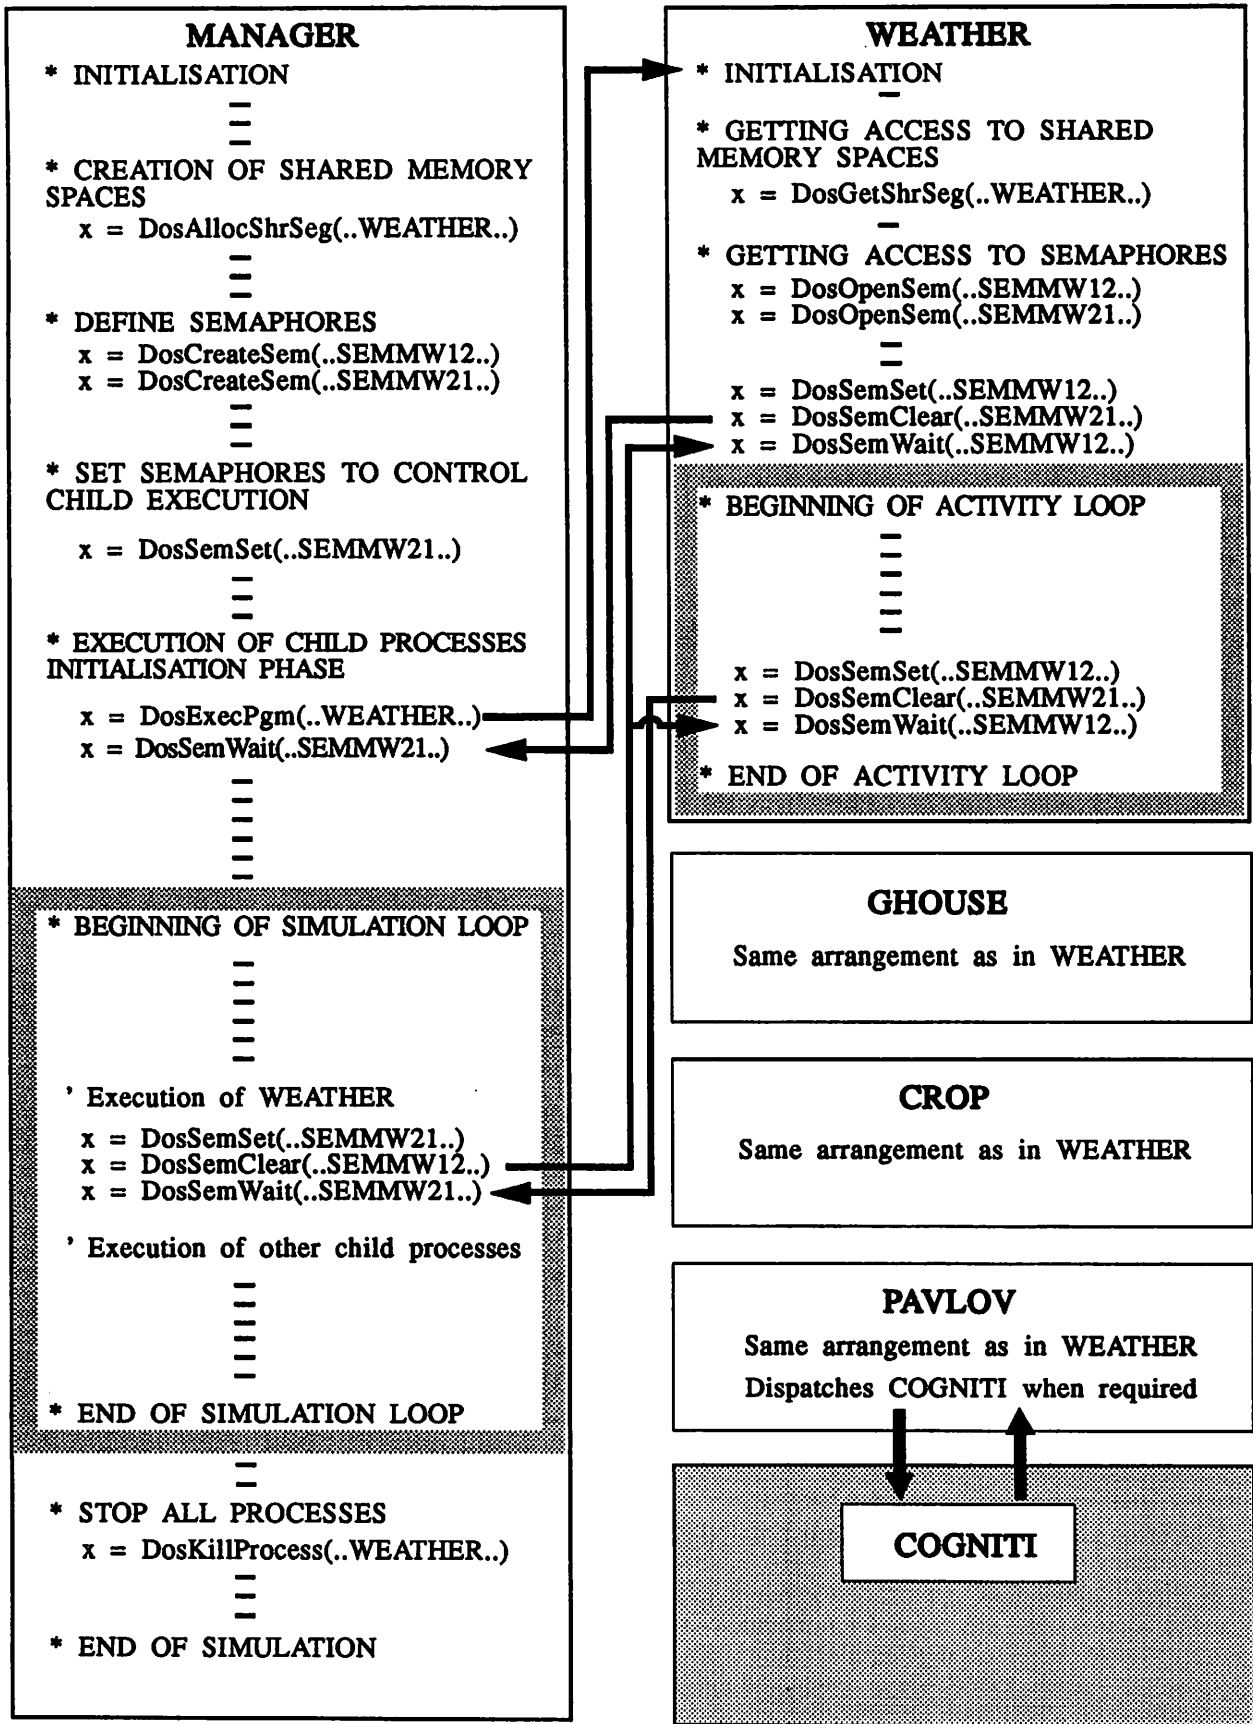 MANAGER
* INITIALISATION
* CREATION OF SHARED MEMORY
SPACES
x = DosAllocShrSeg(..WEATHER..)
* DEFINE SEMAPHORES
x = DosCreateSem(..SEMMW12..)
x = DosCreateSem(..SEMMW21..)
* SET SEMAPHORES TO CONTROL
CHILD EXECUTION
x = DosSemSet(..SEMMW21..)
* EXECUTION OF CHILD PROCESSES
INITIALISATION PHASE
x = DosExecPgm(..WEATHER..)
x = DosSemWait(..SEMMW21..)
* BEGINNING OF SIMULATION LOOP
' Execution of WEATHER
x = DosSemSet(..SEMMW21..)
x = DosSemClear(..SEMMW12..)
x = DosSemWait(..SEMMW21..)
' Execution of other child processes
* END OF SIMULATION LOOP
* STOP ALL PROCESSES
x = DosKillProcess(..WEATHER..)
* END OF SIMULATION
WEATHER
* INITIALISATION
* GETTING ACCESS TO SHARED
MEMORY SPACES
x = DosGetShrSeg(..WEATHER..)
* GETTING ACCESS TO SEMAPHORES
x = DosOpenSem(..SEMMW12..)
x = DosOpenSem(..SEMMW21..)
x = DosSemSet(..SEMMW12..)
x = DosSemClear(..SEMMW21..)
x = DosSemWait(..SEMMW12..)
* BEGINNING OF ACTIVITY LOOP
x = DosSemSet(..SEMMW12..)
x = DosSemClear(..SEMMW21..)
x = DosSemWait(..SEMMW12..)
* END OF ACTIVITY LOOP
GHOUSE
Same arrangement as in WEATHER
CROP
Same arrangement as in WEATHER
PAVLOV
Same arrangement as in WEATHER
Dispatches COGNITI when required
COGNITI